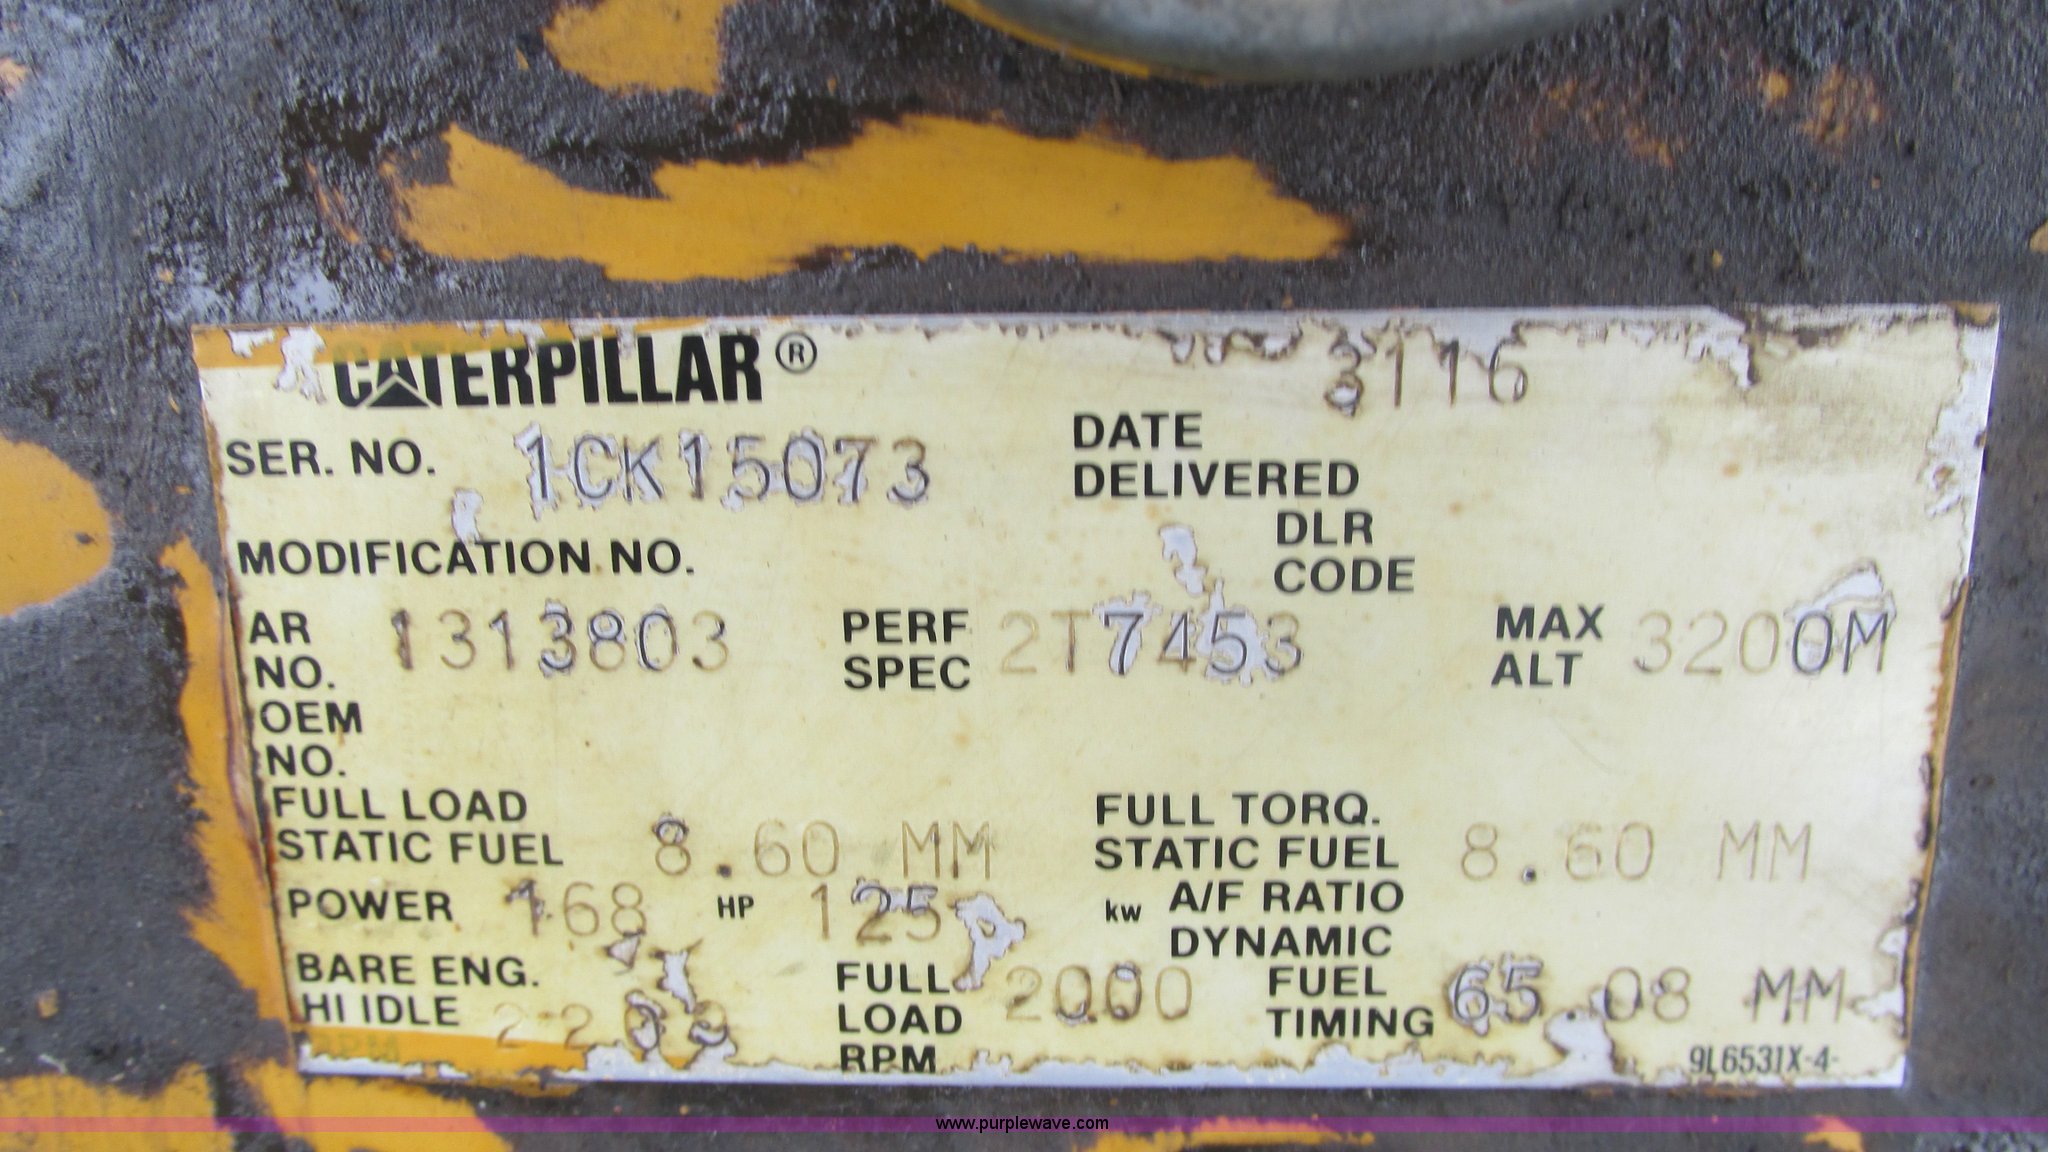 CATERPILLAR® 3116
SER. NO. 1CK15073 DATE DELIVERED
MODIFICATION NO. DLR CODE
AR NO. 1313803 PERF SPEC 2T7453 MAX ALT 3200M
OEM NO.
FULL LOAD STATIC FUEL 8.60 MM FULL TORQ. STATIC FUEL 8.60 MM
POWER 168 HP 125 kw A/F RATIO DYNAMIC
BARE ENG. HI IDLE RPM FULL LOAD RPM 2000 FUEL TIMING 65.08 MM
9L6531X-4-
www.purplewave.com